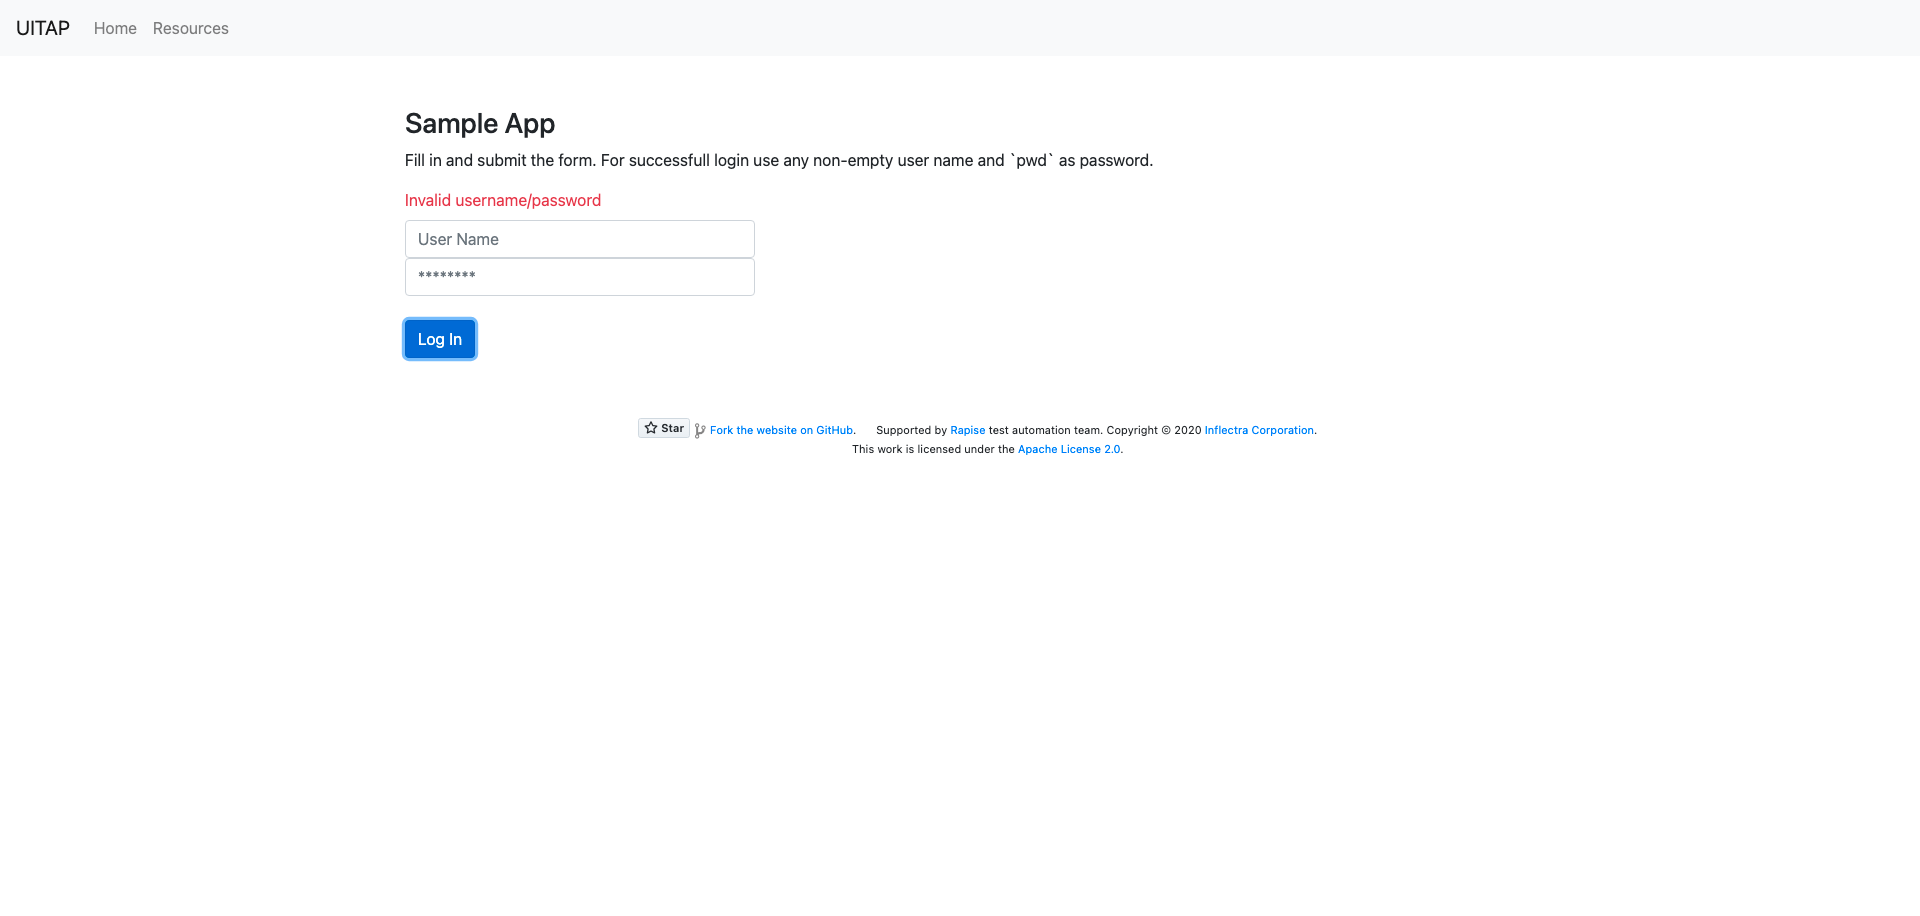 UITAP Home Resources
Sample App
Fill in and submit the form. For successfull login use any non-empty user name and `pwd` as password.
Invalid username/password
User Name
********
Log In
Star Fork the website on GitHub. Supported by Rapise test automation team. Copyright © 2020 Inflectra Corporation.
This work is licensed under the Apache License 2.0.